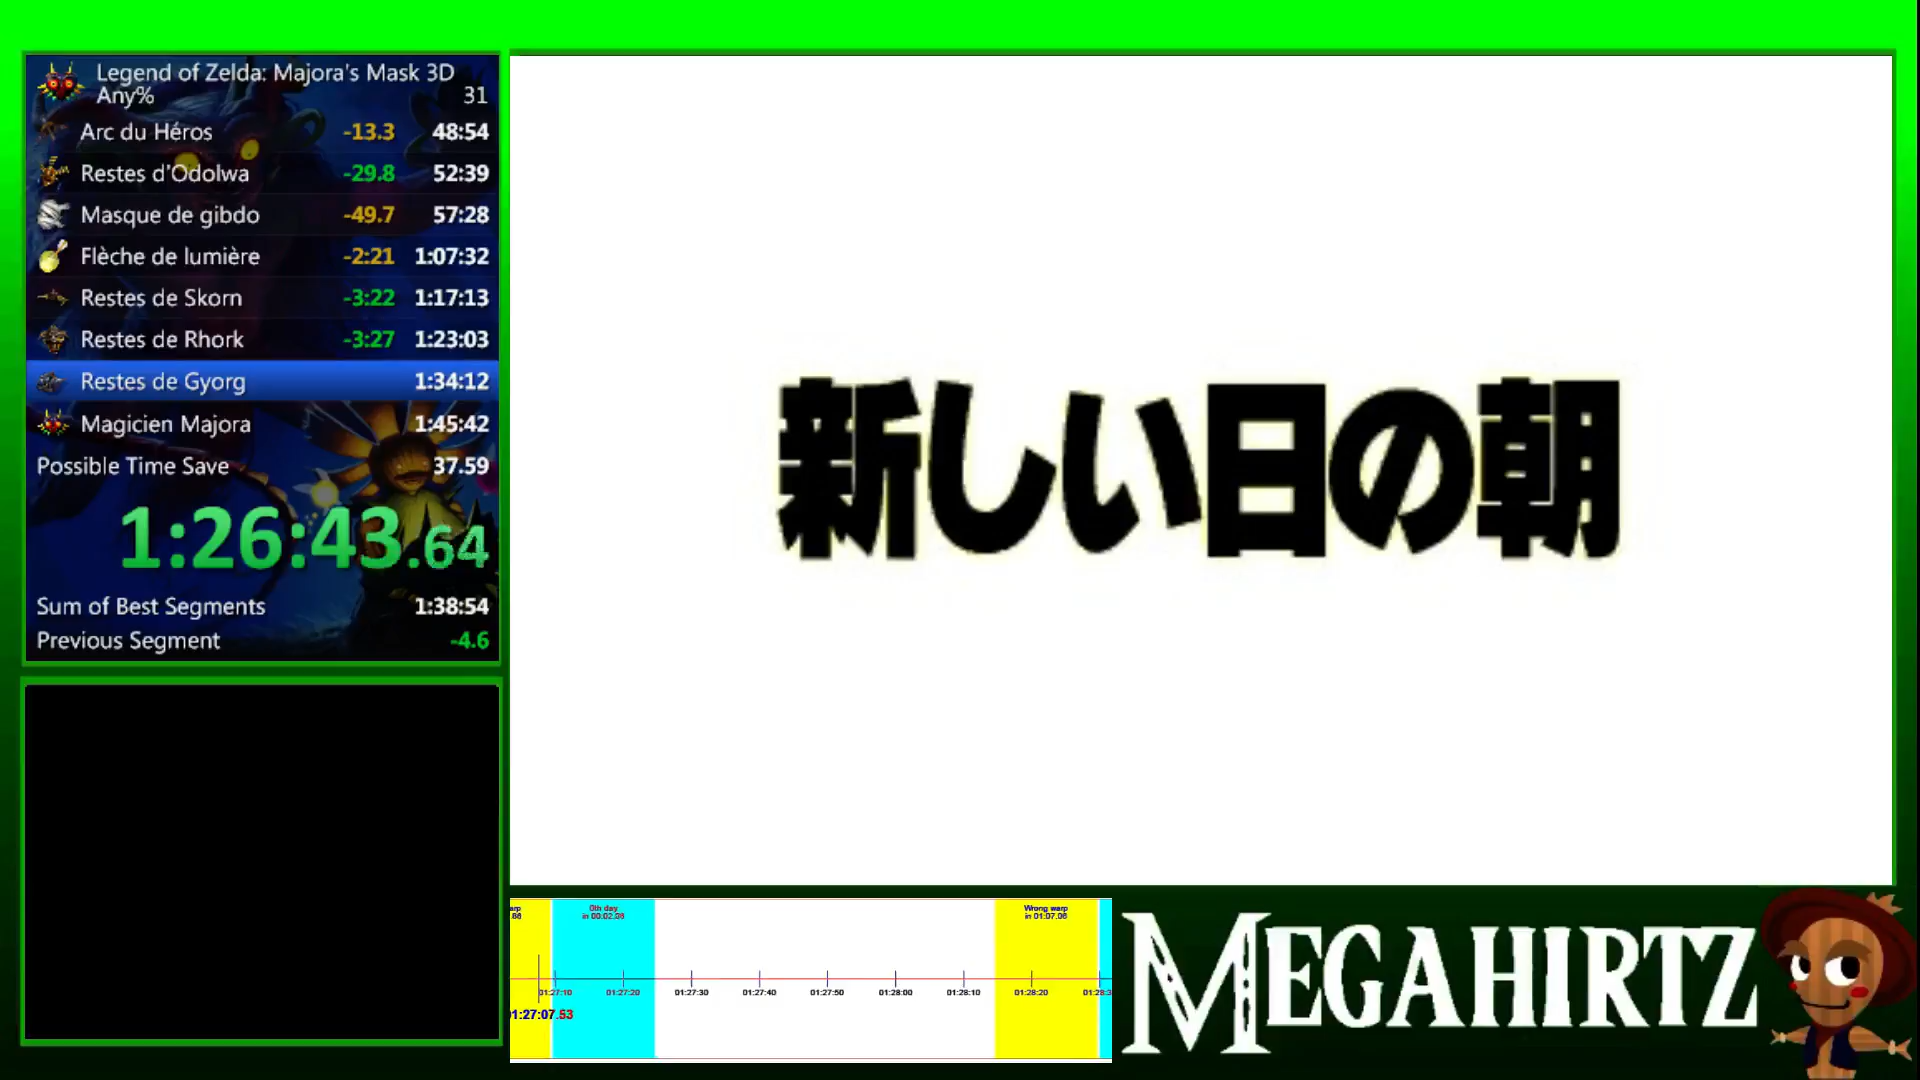 Legend of Zelda: Majora's Mask 3D
Any% 31
Arc du Héros -13.3 48:54
Restes d'Odolwa -29.8 52:39
Masque de gibdo -49.7 57:28
Flèche de lumière -2:21 1:07:32
Restes de Skorn -3:22 1:17:13
Restes de Rhork -3:27 1:23:03
Restes de Gyorg 1:34:12
Magicien Majora 1:45:42
Possible Time Save 37.59
1:26:43.64
Sum of Best Segments 1:38:54
Previous Segment -4.6
新しい日の朝
0th day
Wrong warp
in 01:07.06
01:27:10 01:27:20 01:27:30 01:27:40 01:27:50 01:28:00 01:28:10 01:28:20
1:27:07.53
MEGAHIRTZ